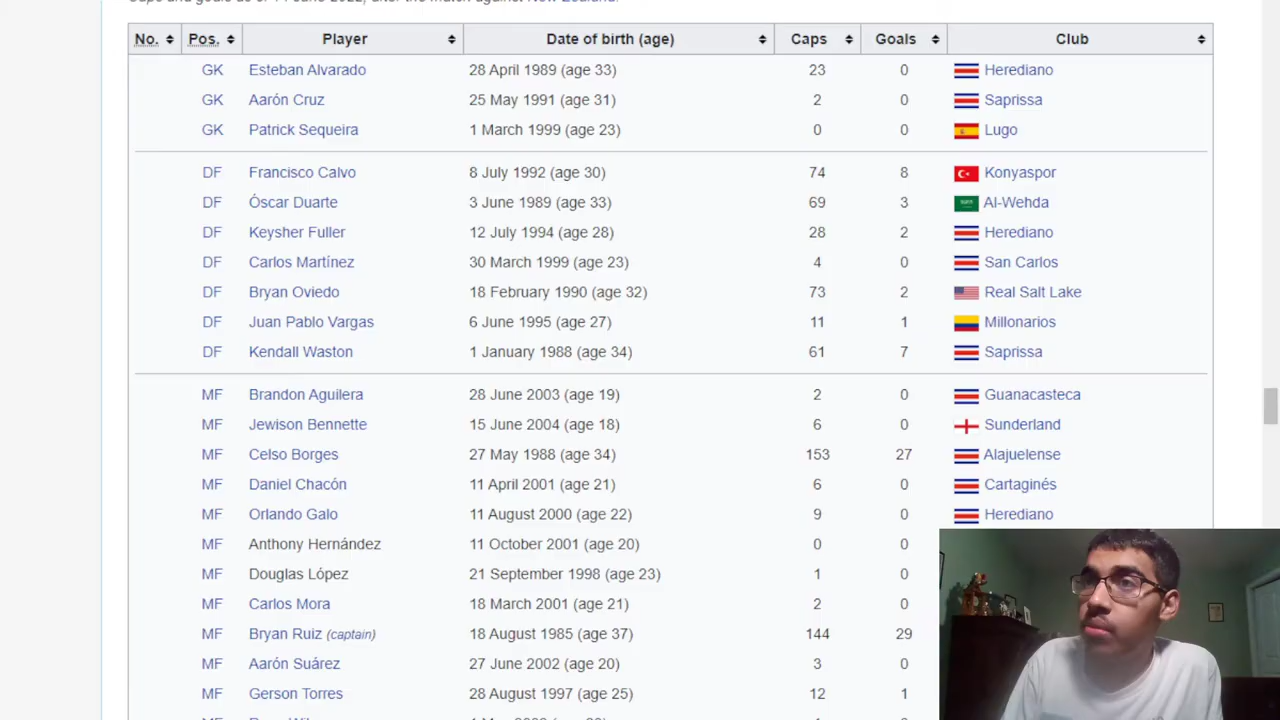 New Zealand.
No. Pos. Player Date of birth (age) Caps Goals Club
GK Esteban Alvarado 28 April 1989 (age 33) 23 0 Herediano
GK Aarón Cruz 25 May 1991 (age 31) 2 0 Saprissa
GK Patrick Sequeira 1 March 1999 (age 23) 0 0 Lugo
DF Francisco Calvo 8 July 1992 (age 30) 74 8 Konyaspor
DF Óscar Duarte 3 June 1989 (age 33) 69 3 Al-Wehda
DF Keysher Fuller 12 July 1994 (age 28) 28 2 Herediano
DF Carlos Martínez 30 March 1999 (age 23) 4 0 San Carlos
DF Bryan Oviedo 18 February 1990 (age 32) 73 2 Real Salt Lake
DF Juan Pablo Vargas 6 June 1995 (age 27) 11 1 Millonarios
DF Kendall Waston 1 January 1988 (age 34) 61 7 Saprissa
MF Brandon Aguilera 28 June 2003 (age 19) 2 0 Guanacasteca
MF Jewison Bennette 15 June 2004 (age 18) 6 0 Sunderland
MF Celso Borges 27 May 1988 (age 34) 153 27 Alajuelense
MF Daniel Chacón 11 April 2001 (age 21) 6 0 Cartaginés
MF Orlando Galo 11 August 2000 (age 22) 9 0 Herediano
MF Anthony Hernández 11 October 2001 (age 20) 0 0
MF Douglas López 21 September 1998 (age 23) 1 0
MF Carlos Mora 18 March 2001 (age 21) 2 0
MF Bryan Ruiz (captain) 18 August 1985 (age 37) 144 29
MF Aarón Suárez 27 June 2002 (age 20) 3 0
MF Gerson Torres 28 August 1997 (age 25) 12 1